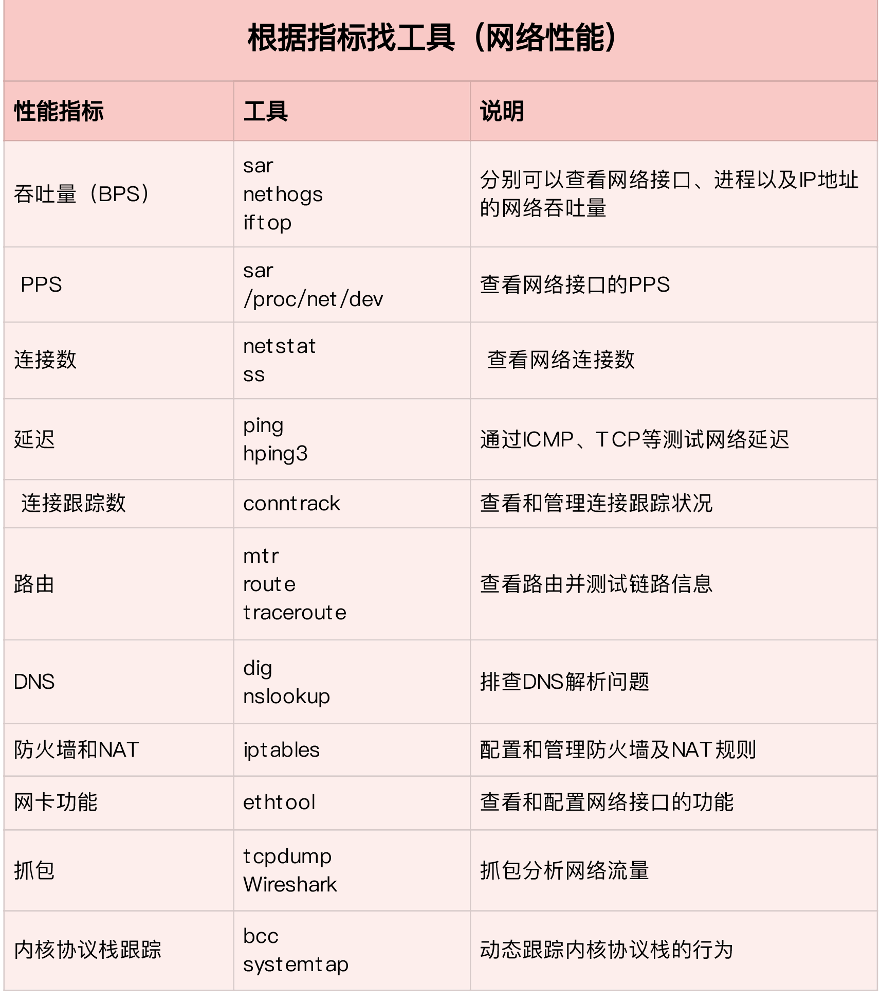 根据指标找工具（网络性能）
性能指标
工具
说明
吞吐量（BPS）
sar
nethogs
iftop
分别可以查看网络接口、进程以及IP地址
的网络吞吐量
PPS
sar
/proc/net/dev
查看网络接口的PPS
连接数
netstat
ss
查看网络连接数
延迟
ping
hping3
通过ICMP、TCP等测试网络延迟
连接跟踪数
conntrack
查看和管理连接跟踪状况
路由
mtr
route
traceroute
查看路由并测试链路信息
DNS
dig
nslookup
排查DNS解析问题
防火墙和NAT
iptables
配置和管理防火墙及NAT规则
网卡功能
ethtool
查看和配置网络接口的功能
抓包
tcpdump
Wireshark
抓包分析网络流量
内核协议栈跟踪
bcc
systemtap
动态跟踪内核协议栈的行为